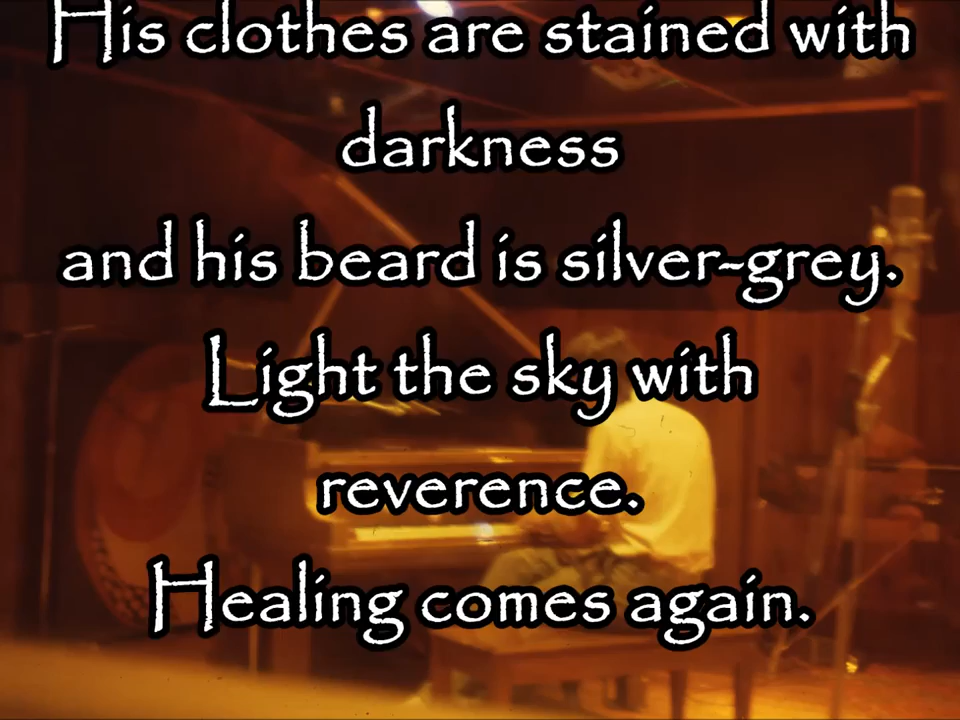 His clothes are stained with
darkness
and his beard is silver-grey.
Light the sky with
reverence.
Healing comes again.